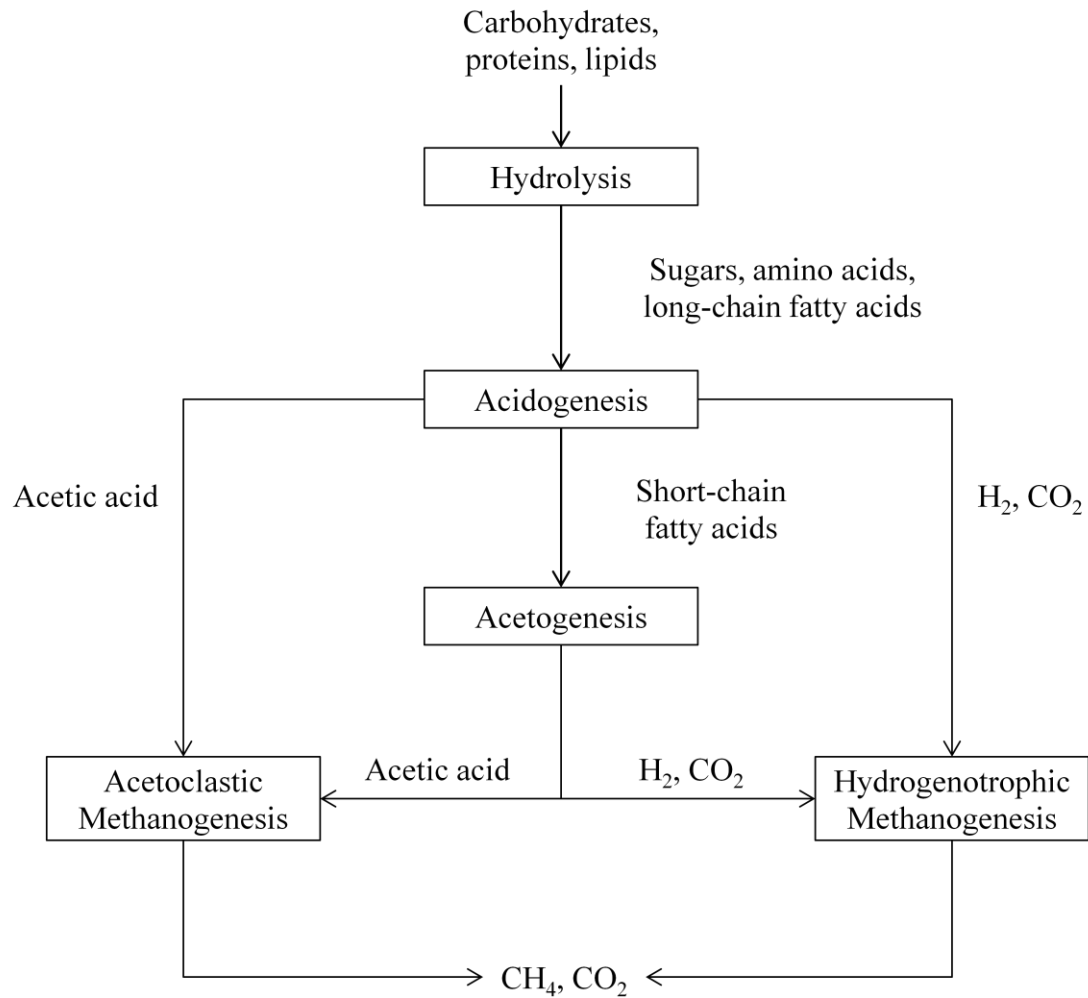 Carbohydrates,
proteins, lipids
Hydrolysis
Sugars, amino acids,
long-chain fatty acids
Acidogenesis
Acetic acid
Short-chain
fatty acids
H₂, CO₂
Acetogenesis
Acetoclastic
Methanogenesis
Acetic acid
H₂, CO₂
Hydrogenotrophic
Methanogenesis
CH₄, CO₂